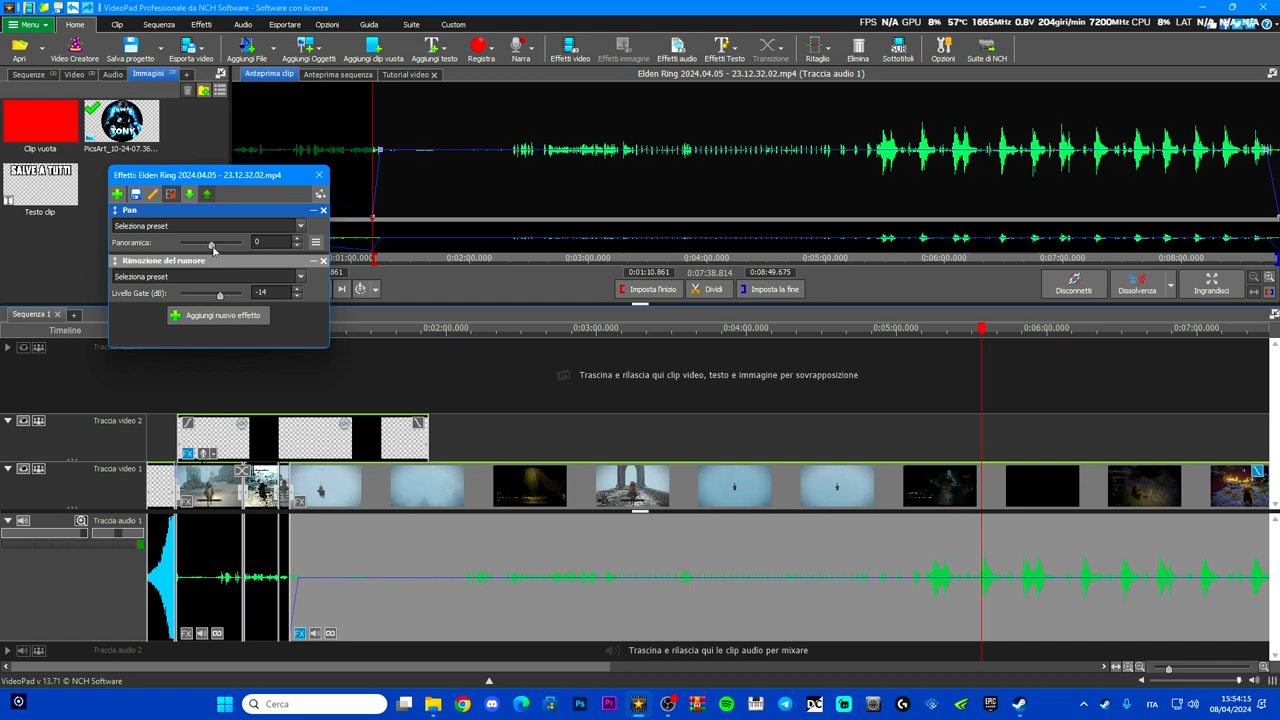 VideoPad Professionale da NCH Software - Software con licenza
Menu Home Clip Sequenza Effetti Audio Esportare Opzioni Guida Suite Custom
FPS N/A GPU 8% 57°C 1665MHz 0.8V 204giri/min 7200MHz CPU 8% LAT N/A N/A N/A
Apri Video Creatore Salva progetto Esporta video Aggiungi File Aggiungi Oggetti Aggiungi clip vuota Aggiungi testo Registra Narra Effetti video Effetti immagine Effetti audio Effetti Testo Transizione Ritaglio Elimina Sottotitoli Opzioni Suite di NCH
SUB
Sequenze Video Audio Immagini
Anteprima clip Anteprima sequenza Tutorial video
Elden Ring 2024.04.05 - 23.12.32.02.mp4 (Traccia audio 1)
TONY
Clip vuota PicsArt_10-24-07.36...
SALVE A TUTTI
Testo clip
Effetti: Elden Ring 2024.04.05 - 23.12.32.02.mp4
Pan
Seleziona preset
Panoramica: 0
Rimozione del rumore
Seleziona preset
Livello Gate (dB): -14
Aggiungi nuovo effetto
0:02:00.000 0:03:00.000 0:04:00.000 0:05:00.000 0:06:00.000 0:07:00.000 0:08:00.000
0:01:10.861 0:07:38.814 0:08:49.675
Imposta l'inizio Dividi Imposta la fine
Disconnetti Dissolvenza Ingrandisci
Sequenza 1
Timeline
0:02:00.000 0:03:00.000 0:04:00.000 0:05:00.000 0:06:00.000 0:07:00.000
Trascina e rilascia qui clip video, testo e immagine per sovrapposizione
Traccia video 2
FX
Traccia video 1
FX FX
Traccia audio 1
FX FX
Traccia audio 2
Trascina e rilascia qui le clip audio per mixare
VideoPad v 13.71 © NCH Software
Cerca
Ps Pr DC EPIC
ITA
15:54:15
08/04/2024